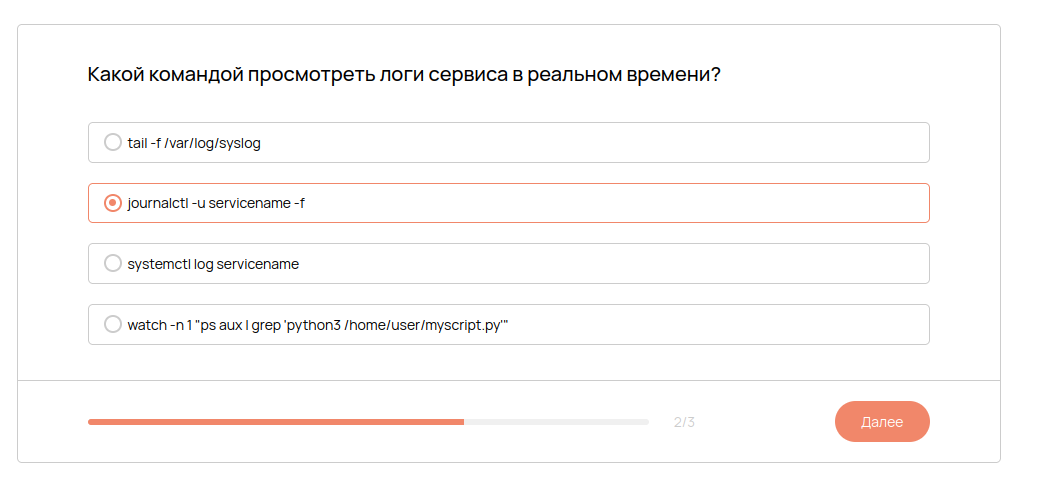 Какой командой просмотреть логи сервиса в реальном времени?
tail -f /var/log/syslog
journalctl -u servicename -f
systemctl log servicename
watch -n 1 "ps aux | grep 'python3 /home/user/myscript.py'"
2/3
Далее